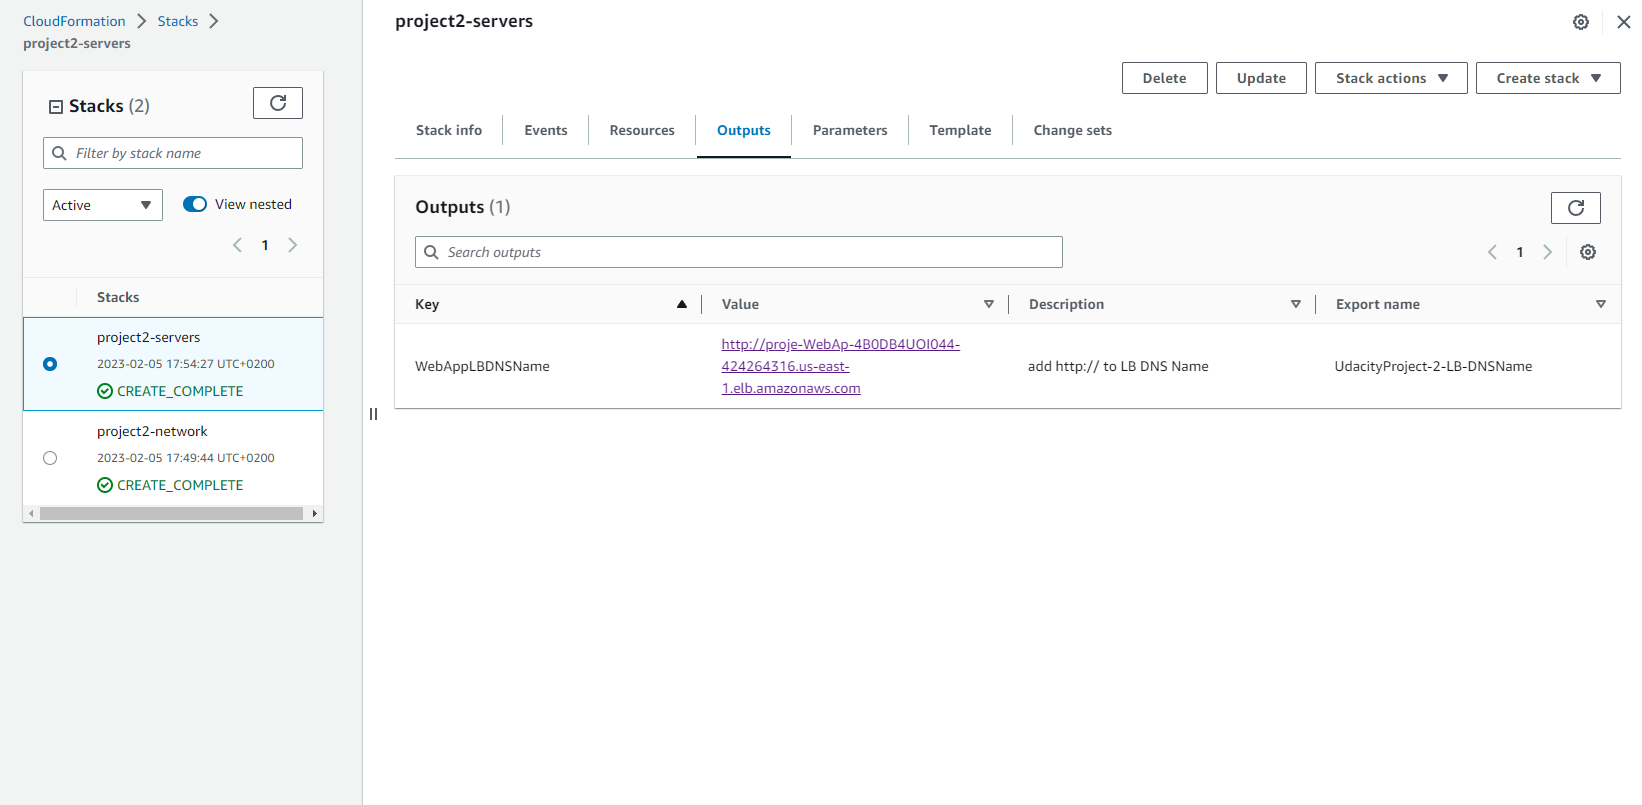 CloudFormation
Stacks
project2-servers
Stacks (2)
Filter by stack name
Active
View nested
1
Stacks
project2-servers
2023-02-05 17:54:27 UTC+0200
CREATE_COMPLETE
project2-network
2023-02-05 17:49:44 UTC+0200
CREATE_COMPLETE
project2-servers
Delete
Update
Stack actions
Create stack
Stack info
Events
Resources
Outputs
Parameters
Template
Change sets
Outputs (1)
Search outputs
1
Key
Value
Description
Export name
WebAppLBDNSName
http://proje-WebAp-4B0DB4UOI044-
424264316.us-east-
1.elb.amazonaws.com
add http:// to LB DNS Name
UdacityProject-2-LB-DNSName